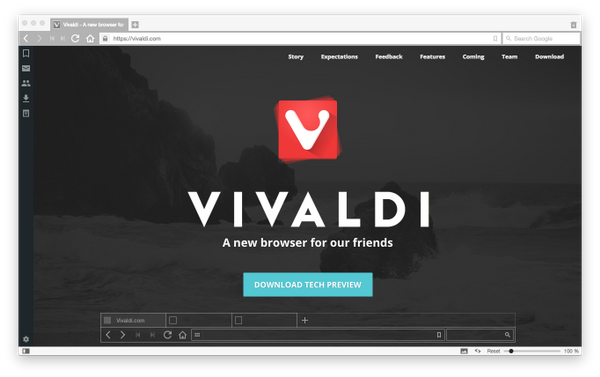 Vivaldi - A new browser for
https://vivaldi.com
Search Google
Story Expectations Feedback Features Coming Team Download
VIVALDI
A new browser for our friends
DOWNLOAD TECH PREVIEW
Vivaldi.com
Reset 100 %